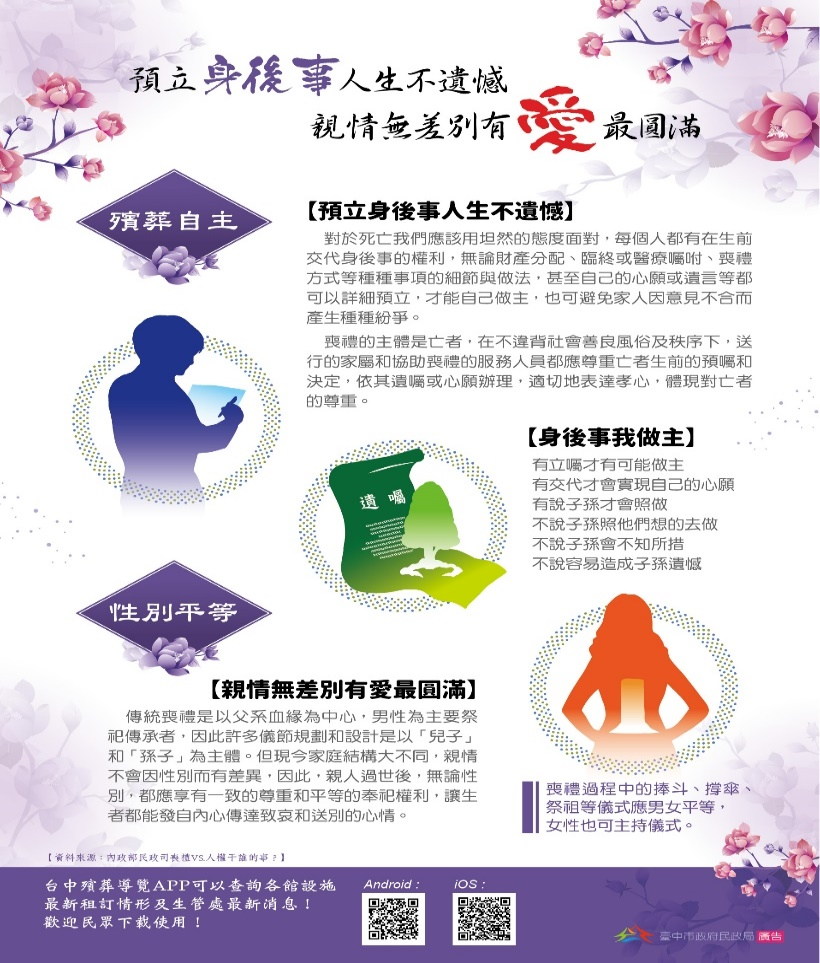 預立身後事人生不遺憾
親情無差別有愛最圓滿
殯葬自主
【預立身後事人生不遺憾】
對於死亡我們應該用坦然的態度面對，每個人都有在生前
交代身後事的權利，無論財產分配、臨終或醫療囑咐、喪禮
方式等種種事項的細節與做法，甚至自己的心願或遺言等都
可以詳細預立，才能自己做主，也可避免家人因意見不合而
產生種種紛爭。
喪禮的主體是亡者，在不違背社會善良風俗及秩序下，送
行的家屬和協助喪禮的服務人員都應尊重亡者生前的預囑和
決定，依其遺囑或心願辦理，適切地表達孝心，體現對亡者
的尊重。
遺囑
【身後事我做主】
有立囑才有可能做主
有交代才會實現自己的心願
有說子孫才會照做
不說子孫照他們想的去做
不說子孫會不知所措
不說容易造成子孫遺憾
性別平等
【親情無差別有愛最圓滿】
傳統喪禮是以父系血緣為中心，男性為主要祭
祀傳承者，因此許多儀節規劃和設計是以「兒子」
和「孫子」為主體。但現今家庭結構大不同，親情
不會因性別而有差異，因此，親人過世後，無論性
別，都應享有一致的尊重和平等的奉祀權利，讓生
者都能發自內心傳達致哀和送別的心情。
喪禮過程中的捧斗、撐傘、
祭祖等儀式應男女平等，
女性也可主持儀式。
【資料來源：內政部民政司喪禮VS.人權干誰的事？】
台中殯葬導覽APP可以查詢各館設施
最新租訂情形及生管處最新消息！
歡迎民眾下載使用！
Android：
iOS：
臺中市政府民政局 廣告